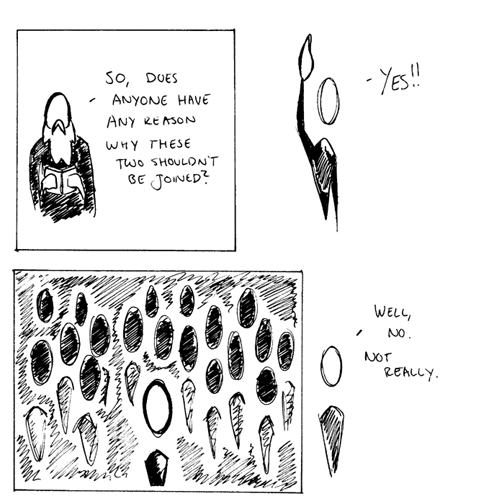 SO, DOES
- ANYONE HAVE
ANY REASON
WHY THESE
TWO SHOULDN'T
BE JOINED?
- YES!!
WELL,
- NO.
NOT
REALLY.